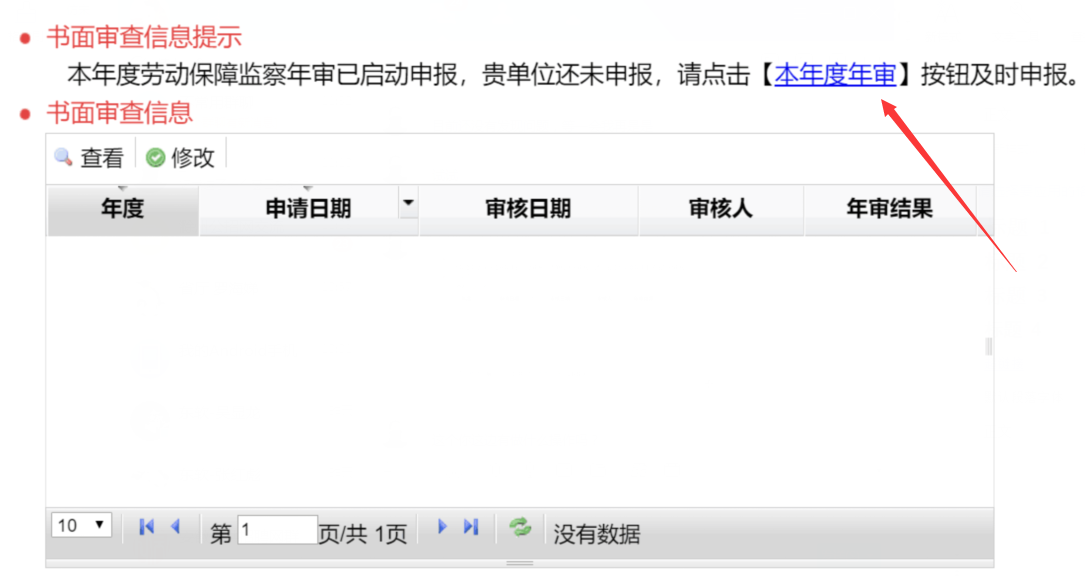 书面审查信息提示
本年度劳动保障监察年审已启动申报，贵单位还未申报，请点击【本年度年审】按钮及时申报。
书面审查信息
查看 修改
年度 申请日期 审核日期 审核人 年审结果
10 第 1 页/共 1页 没有数据